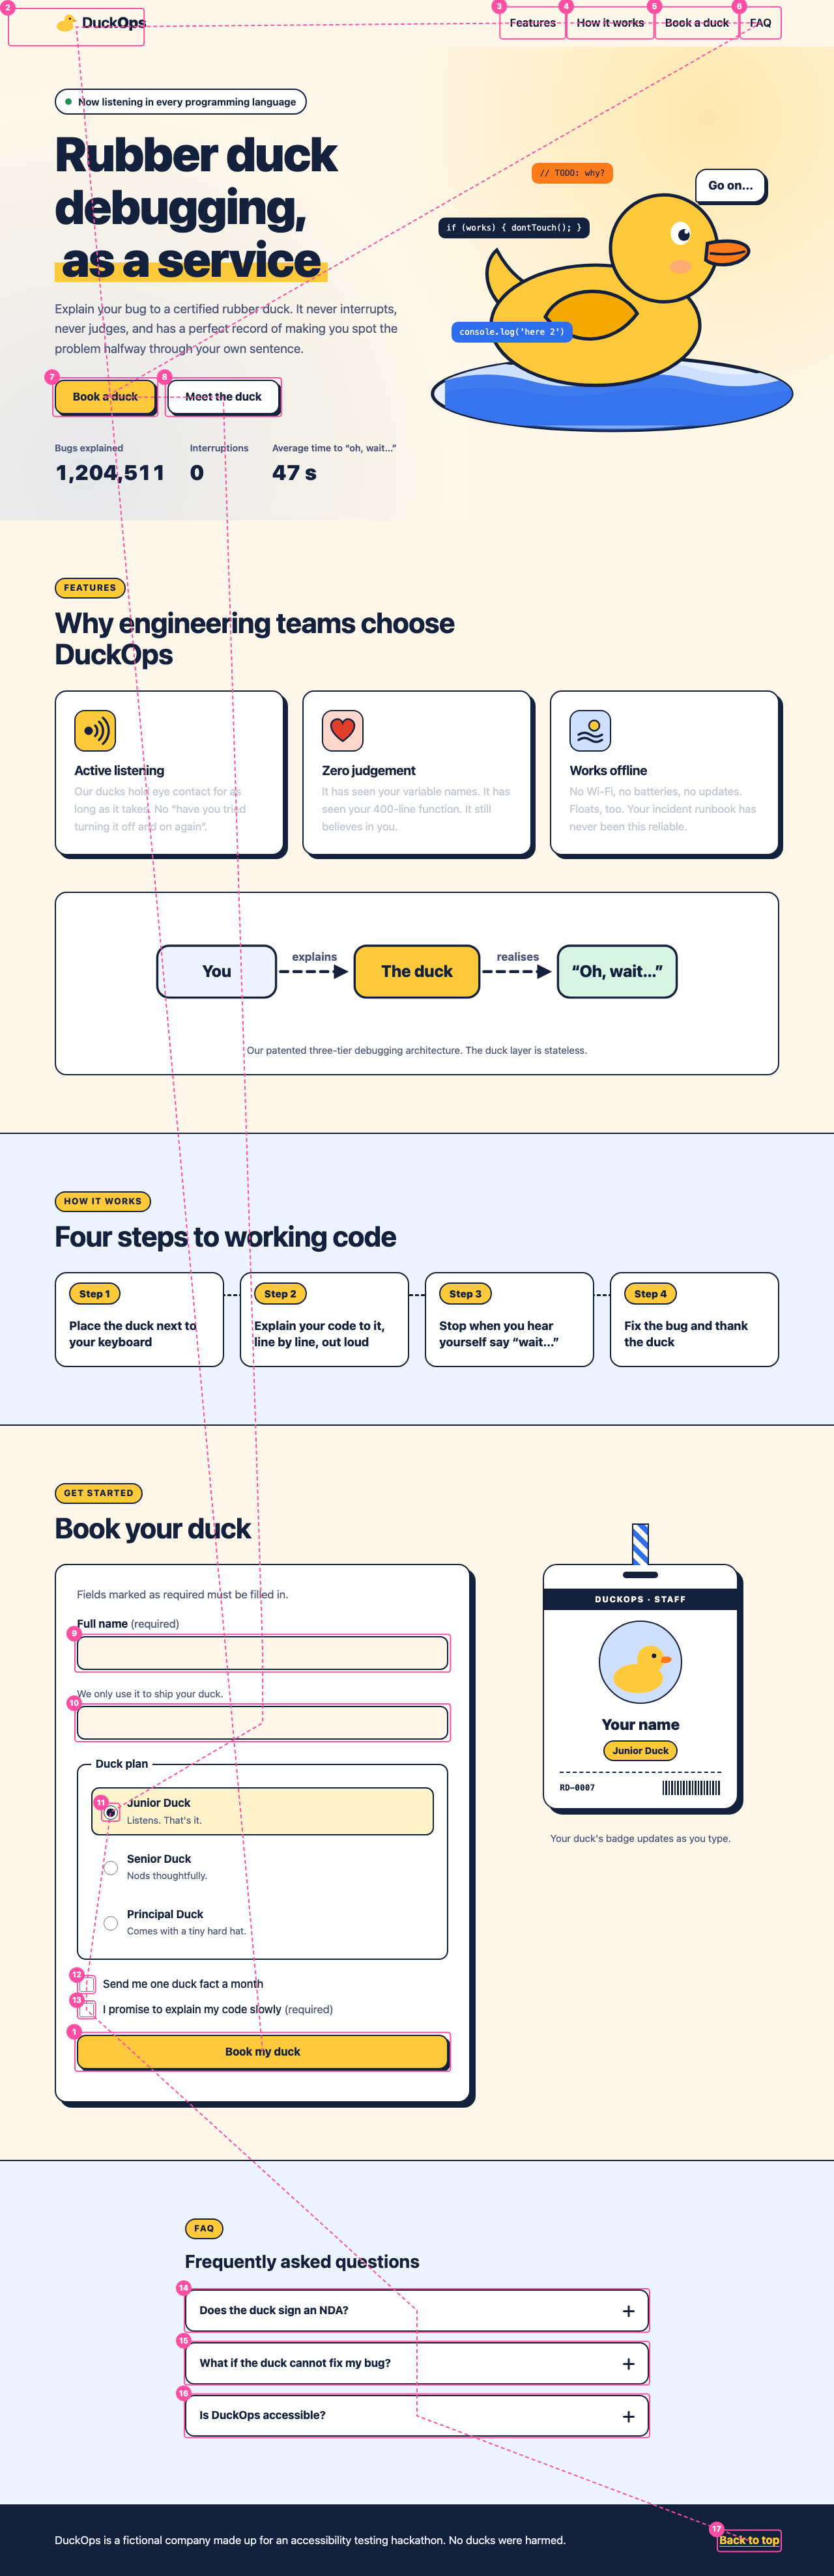 2
DuckOps
3
Features
4
How it works
5
Book a duck
6
FAQ
Now listening in every programming language
Rubber duck
debugging,
as a service
Explain your bug to a certified rubber duck. It never interrupts,
never judges, and has a perfect record of making you spot the
problem halfway through your own sentence.
7
Book a duck
8
Meet the duck
Bugs explained
1,204,511
Interruptions
0
Average time to “oh, wait…”
47 s
// TODO: why?
Go on…
if (works) { dontTouch(); }
console.log('here 2')
FEATURES
Why engineering teams choose
DuckOps
Active listening
Our ducks hold eye contact for as
long as it takes. No “have you tried
turning it off and on again”.
Zero judgement
It has seen your variable names. It has
seen your 400-line function. It still
believes in you.
Works offline
No Wi-Fi, no batteries, no updates.
Floats, too. Your incident runbook has
never been this reliable.
You
explains
The duck
realises
“Oh, wait…”
Our patented three-tier debugging architecture. The duck layer is stateless.
HOW IT WORKS
Four steps to working code
Step 1
Place the duck next to
your keyboard
Step 2
Explain your code to it,
line by line, out loud
Step 3
Stop when you hear
yourself say “wait…”
Step 4
Fix the bug and thank
the duck
GET STARTED
Book your duck
Fields marked as required must be filled in.
Full name (required)
9
We only use it to ship your duck.
10
Duck plan
11
Junior Duck
Listens. That's it.
Senior Duck
Nods thoughtfully.
Principal Duck
Comes with a tiny hard hat.
12
Send me one duck fact a month
13
I promise to explain my code slowly (required)
1
Book my duck
DUCKOPS · STAFF
Your name
Junior Duck
RD-0007
Your duck's badge updates as you type.
FAQ
Frequently asked questions
14
Does the duck sign an NDA?
15
What if the duck cannot fix my bug?
16
Is DuckOps accessible?
DuckOps is a fictional company made up for an accessibility testing hackathon. No ducks were harmed.
17
Back to top